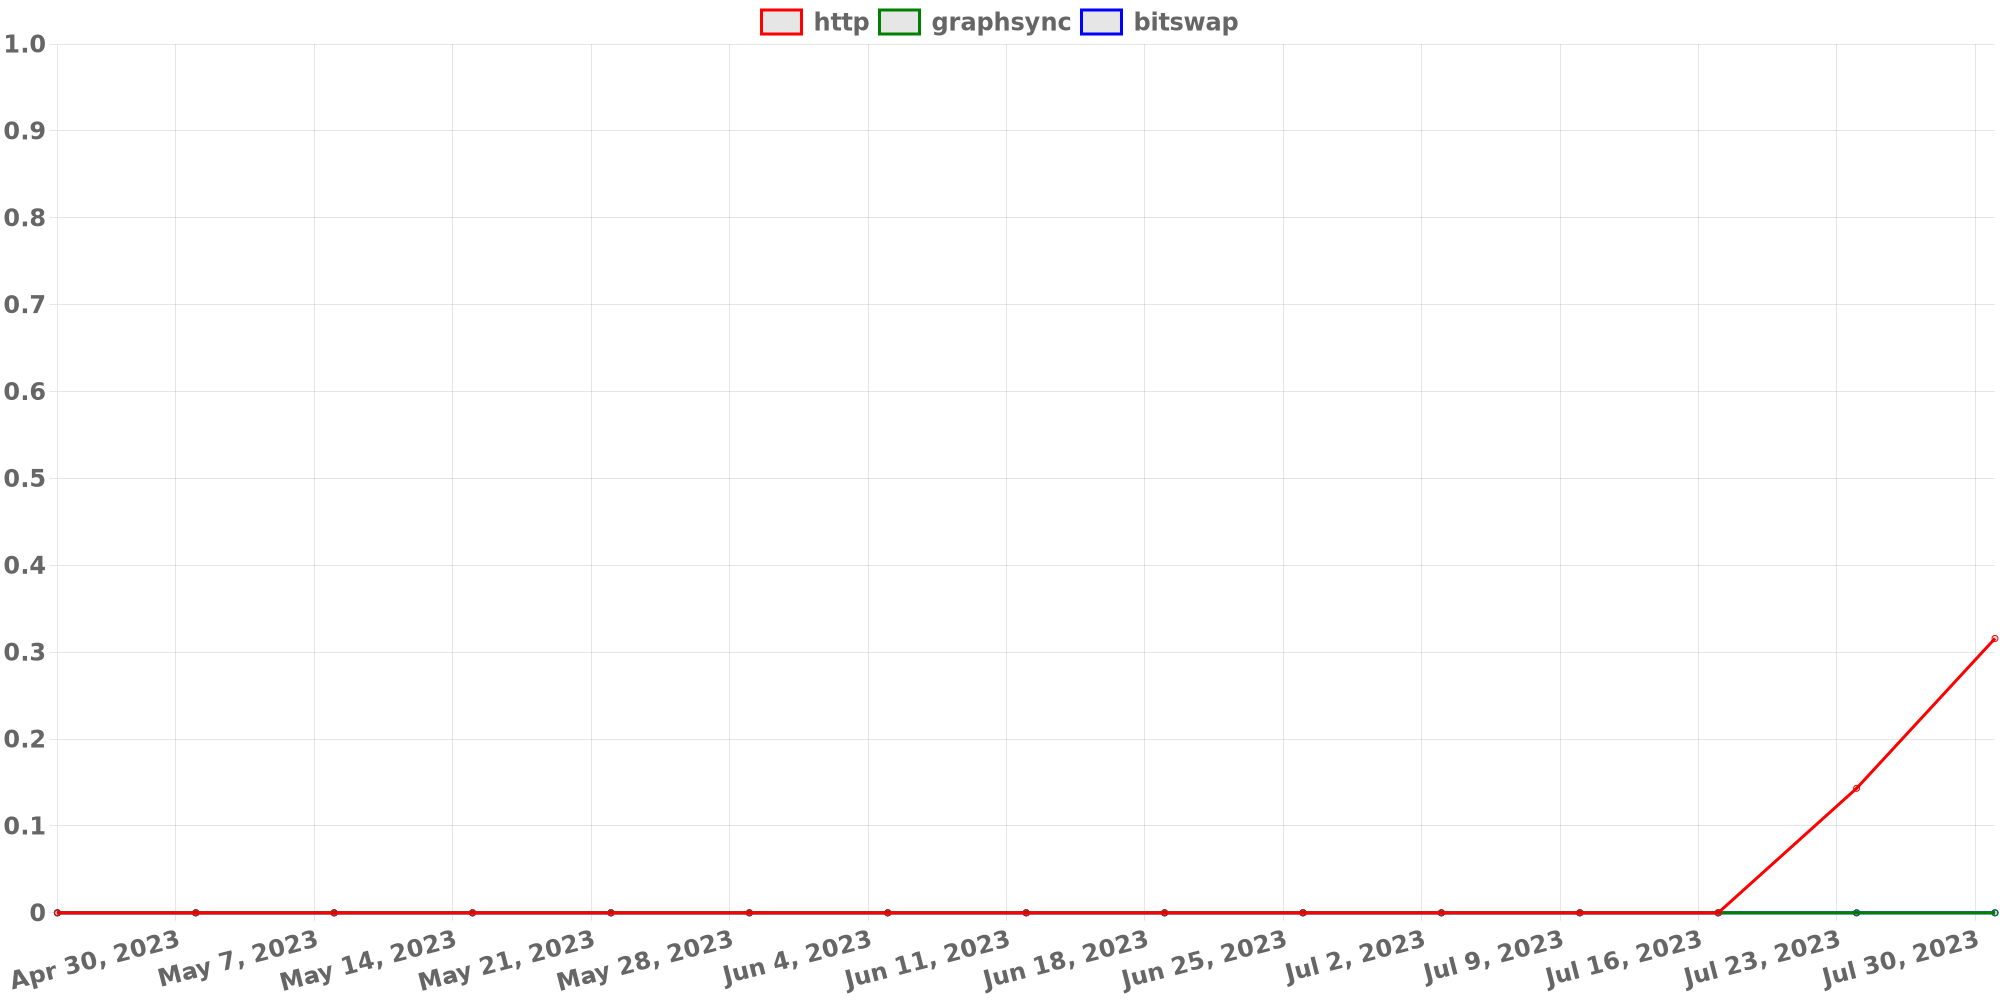 http graphsync bitswap
1.0
0.9
0.8
0.7
0.6
0.5
0.4
0.3
0.2
0.1
0
Apr 30, 2023
May 7, 2023
May 14, 2023
May 21, 2023
May 28, 2023
Jun 4, 2023
Jun 11, 2023
Jun 18, 2023
Jun 25, 2023
Jul 2, 2023
Jul 9, 2023
Jul 16, 2023
Jul 23, 2023
Jul 30, 2023